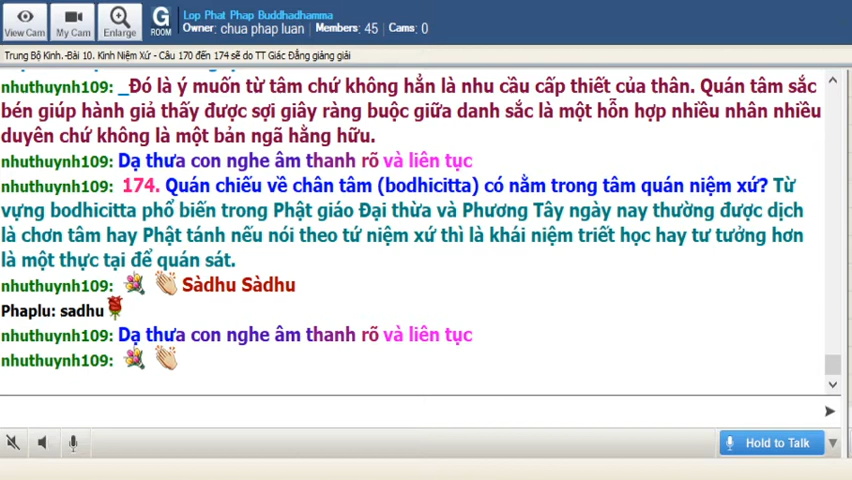 Lop Phat Phap Buddhadhamma
Owner: chua phap luan : Members: 45 : Cams: 0
View Cam
My Cam
Enlarge
G
ROOM
Trung Bộ Kinh.-Bài 10. Kinh Niệm Xứ - Câu 170 đến 174 sẽ do TT Giác Đẳng giảng giải
nhuthuynh109: _Đó là ý muốn từ tâm chứ không hẳn là nhu cầu cấp thiết của thân. Quán tâm sắc
bén giúp hành giả thấy được sợi giây ràng buộc giữa danh sắc là một hỗn hợp nhiều nhân nhiều
duyên chứ không là một bản ngã hằng hữu.
nhuthuynh109: Dạ thưa con nghe âm thanh rõ và liên tục
nhuthuynh109: 174. Quán chiếu về chân tâm (bodhicitta) có nằm trong tâm quán niệm xứ? Từ
vựng bodhicitta phổ biến trong Phật giáo Đại thừa và Phương Tây ngày nay thường được dịch
là chơn tâm hay Phật tánh nếu nói theo tứ niệm xứ thì là khái niệm triết học hay tư tưởng hơn
là một thực tại để quán sát.
nhuthuynh109: Sàdhu Sàdhu
Phaplu: sadhu
nhuthuynh109: Dạ thưa con nghe âm thanh rõ và liên tục
nhuthuynh109:
Hold to Talk